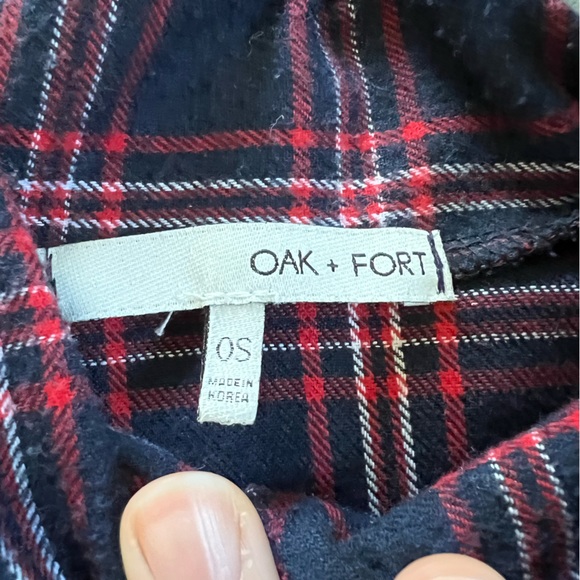 OAK + FORT
OS
MADE IN
KOREA